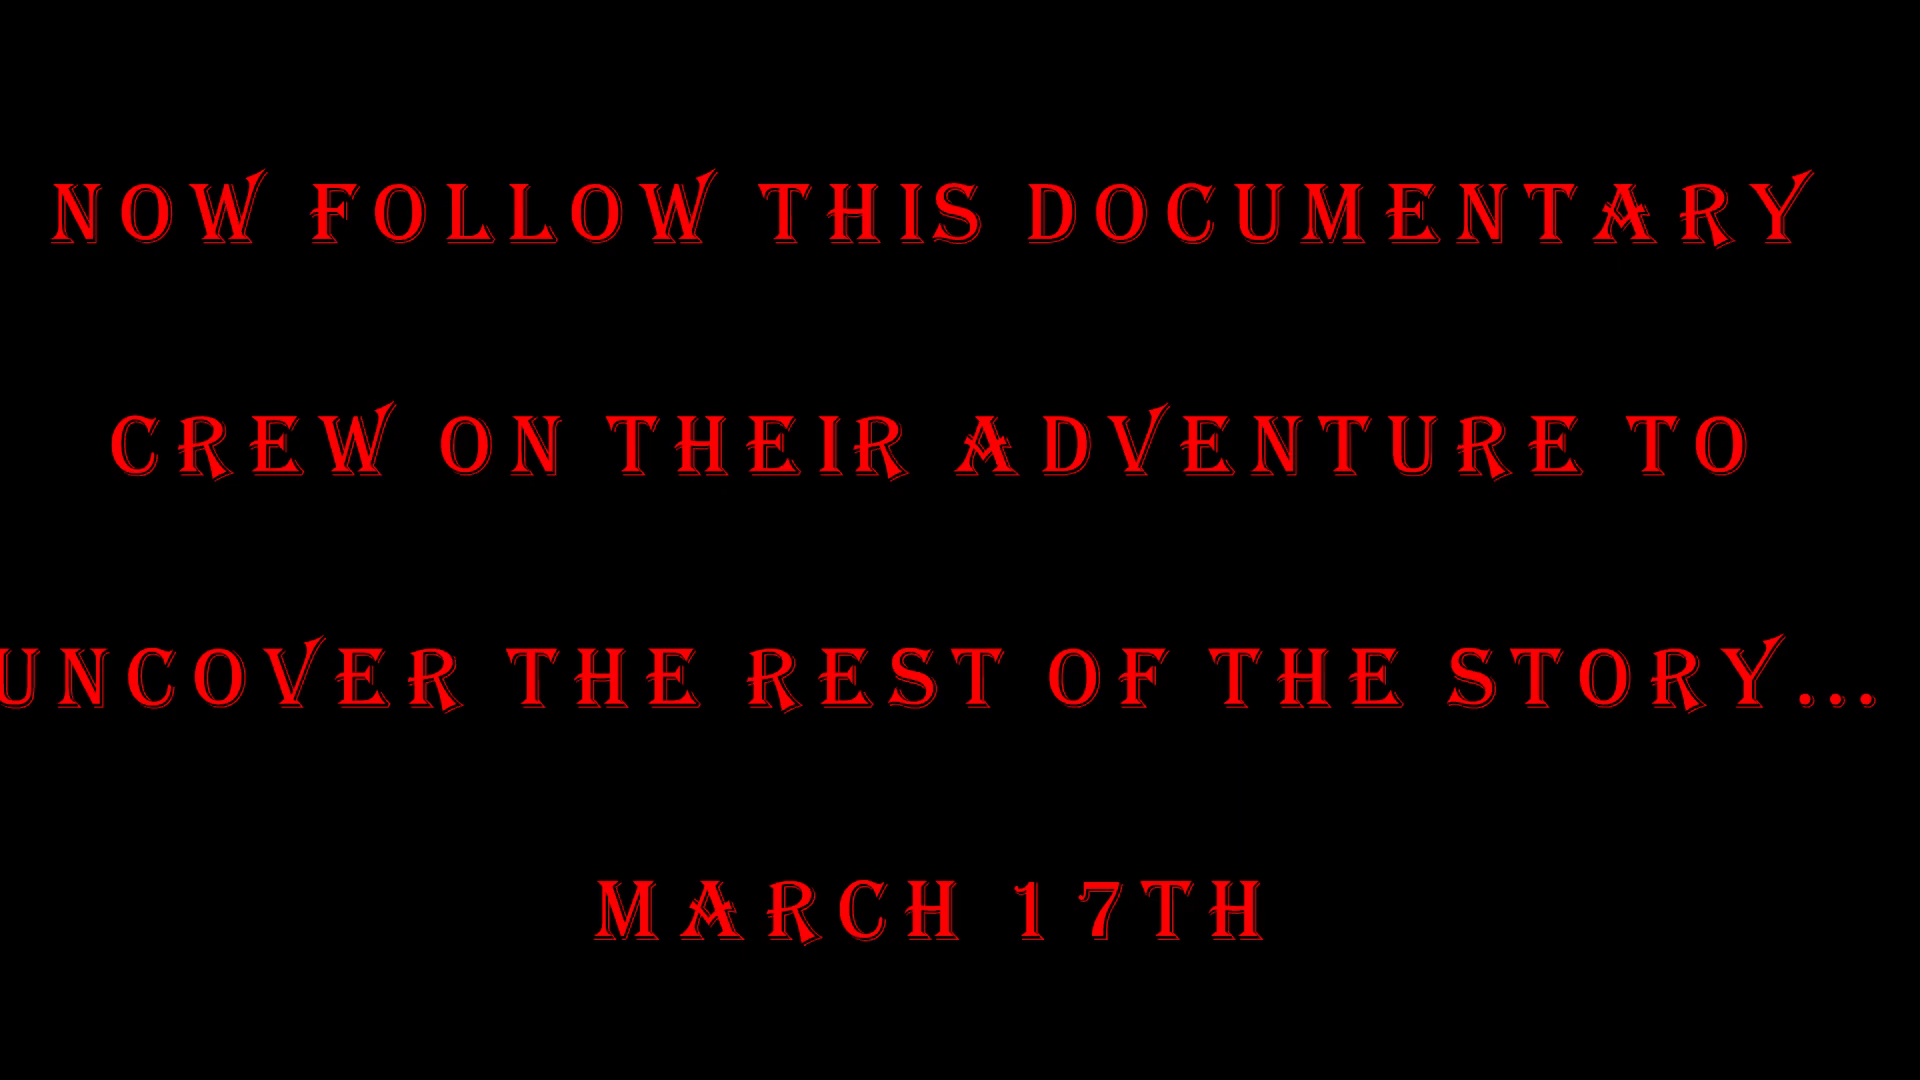 NOW FOLLOW THIS DOCUMENTARY
CREW ON THEIR ADVENTURE TO
UNCOVER THE REST OF THE STORY...
MARCH 17TH